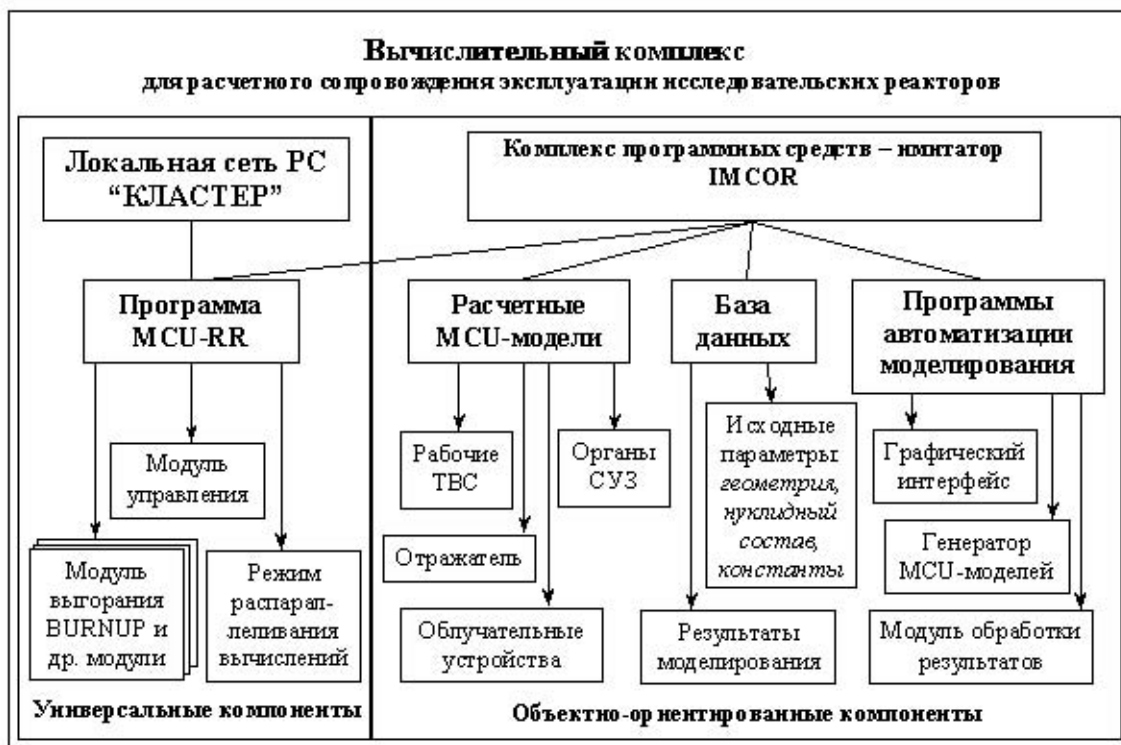 Вычислительный комплекс
для расчетного сопровождения эксплуатации исследовательских реакторов
Локальная сеть PC
“КЛАСТЕР”
Комплекс программных средств – имитатор
IMCOR
Программа
MCU-RR
Расчетные
MCU-модели
База
данных
Программы
автоматизации
моделирования
Модуль
управления
Рабочие
ТВС
Органы
СУЗ
Исходные
параметры
геометрия,
нуклидный
состав,
константы
Графический
интерфейс
Отражатель
Генератор
MCU-моделей
Модуль
выгорания
BURNUP и
др. модули
Режим
распарал-
леливания
вычислений
Облучательные
устройства
Результаты
моделирования
Модуль обработки
результатов
Универсальные компоненты
Объектно-ориентированные компоненты